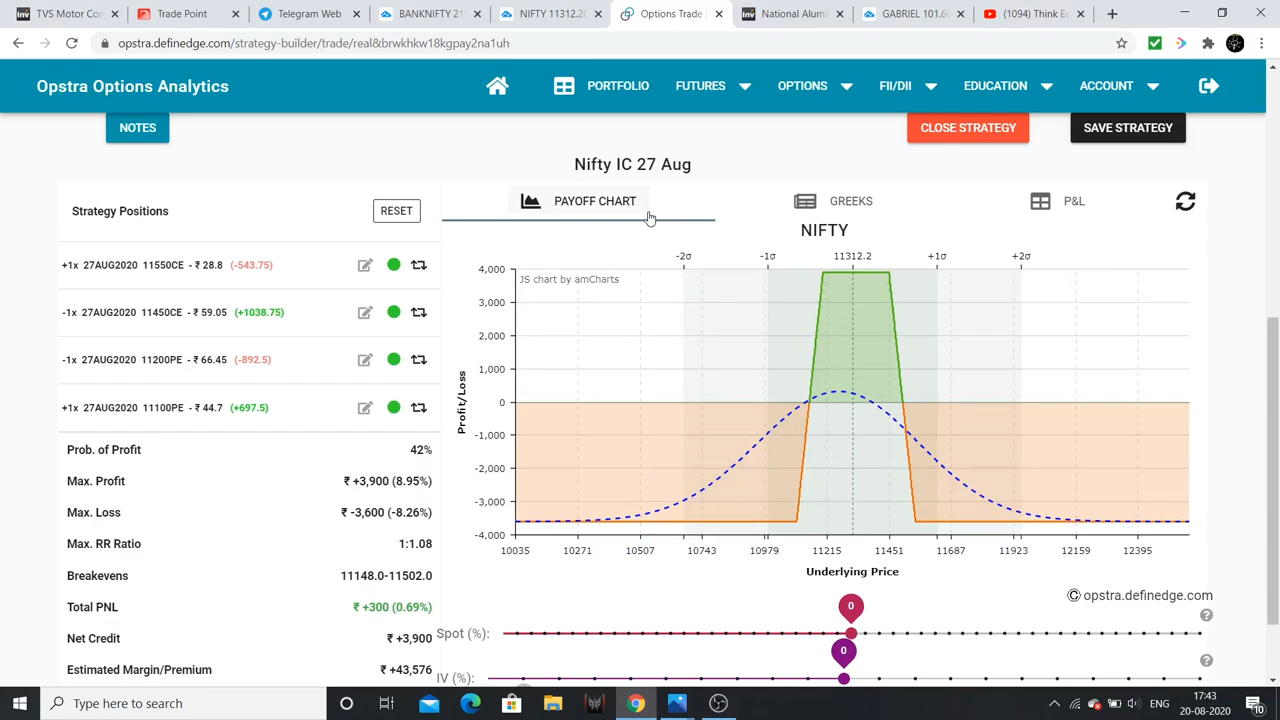 TVS Motor Con
Trade Point
Telegram Web
BANKNIFTY 21
NIFTY 11312.20
Options Trade
National Alumi
GABRIEL 101.6
(1094) Think E
opstra.definedge.com/strategy-builder/trade/real&brwkhkw18kgpay2na1uh
Opstra Options Analytics
PORTFOLIO
FUTURES
OPTIONS
FII/DII
EDUCATION
ACCOUNT
NOTES
CLOSE STRATEGY
SAVE STRATEGY
Nifty IC 27 Aug
Strategy Positions
RESET
PAYOFF CHART
GREEKS
P&L
NIFTY
+1x 27AUG2020 11550CE - ₹ 28.8 (-543.75)
-1x 27AUG2020 11450CE - ₹ 59.05 (+1038.75)
-1x 27AUG2020 11200PE - ₹ 66.45 (-892.5)
+1x 27AUG2020 11100PE - ₹ 44.7 (+697.5)
Prob. of Profit 42%
Max. Profit ₹ +3,900 (8.95%)
Max. Loss ₹ -3,600 (-8.26%)
Max. RR Ratio 1:1.08
Breakevens 11148.0-11502.0
Total PNL ₹ +300 (0.69%)
Net Credit ₹ +3,900
Estimated Margin/Premium ₹ +43,576
-2σ -1σ 11312.2 +1σ +2σ
JS chart by amCharts
4,000
3,000
2,000
1,000
0
-1,000
-2,000
-3,000
-4,000
Profit/Loss
10035 10271 10507 10743 10979 11215 11451 11687 11923 12159 12395
Underlying Price
© opstra.definedge.com
0
Spot (%):
0
IV (%):
Type here to search
ENG
17:43
20-08-2020
10